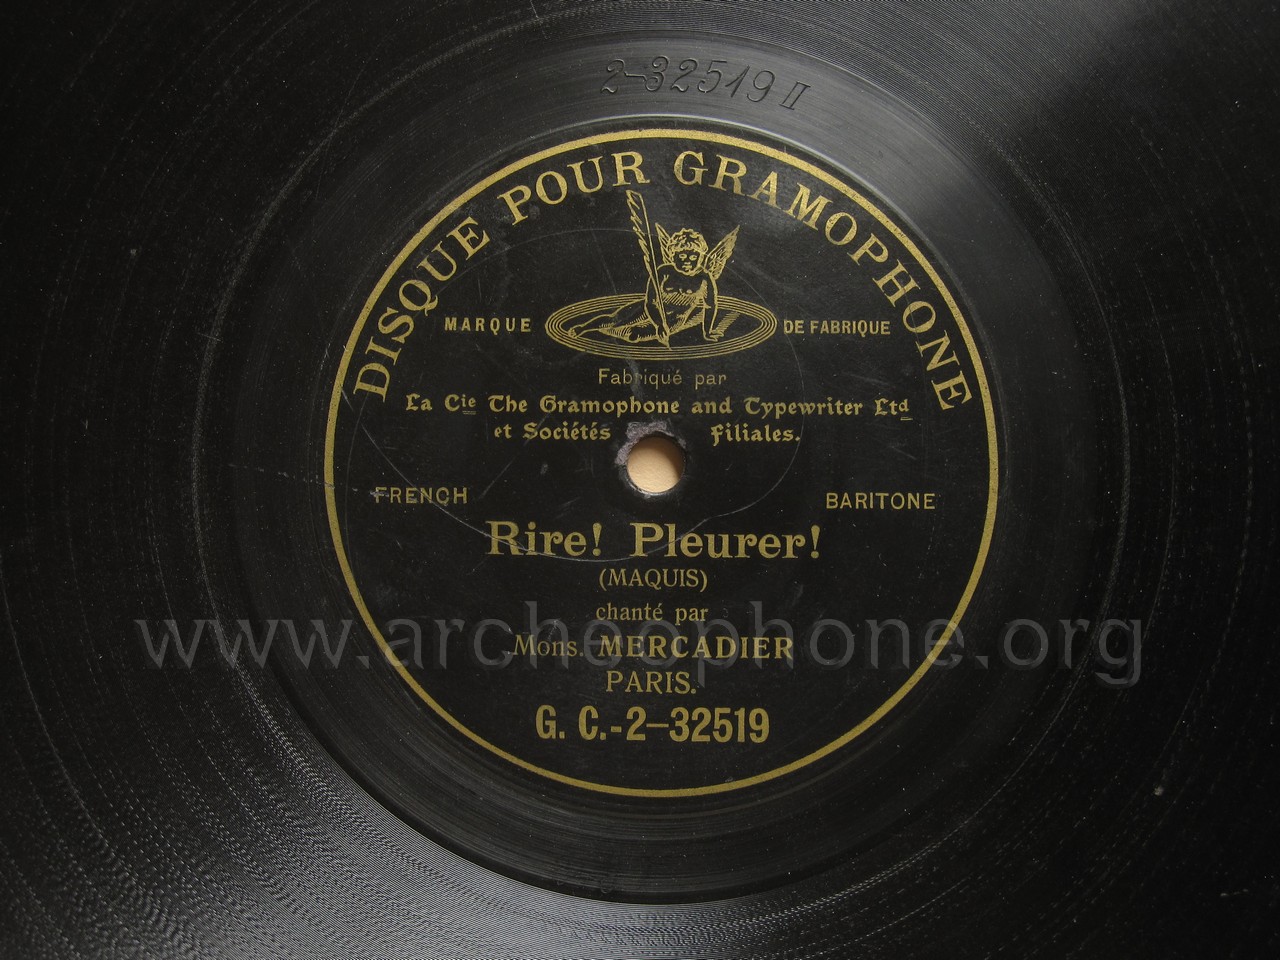 2-32519 II
DISQUE POUR GRAMOPHONE
MARQUE DE FABRIQUE
Fabriqué par
La Cie The Gramophone and Typewriter Ltd
et Sociétés Filiales.
FRENCH BARITONE
Rire! Pleurer!
(MAQUIS)
chanté par
www.archeophone.org
Mons. MERCADIER
PARIS.
G. C.-2-32519